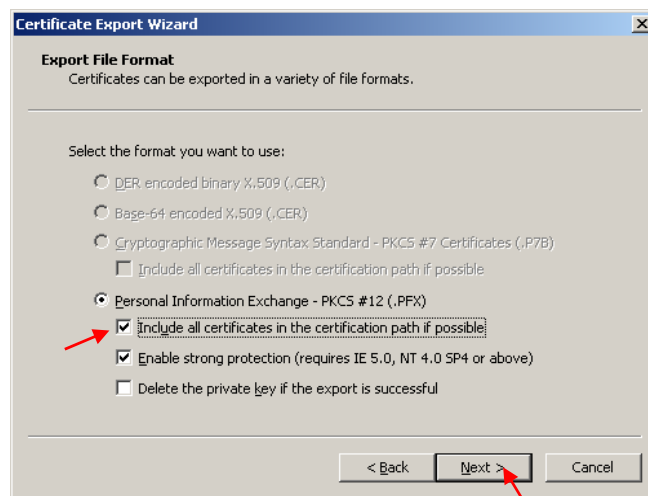 Certificate Export Wizard
Export File Format
Certificates can be exported in a variety of file formats.
Select the format you want to use:
DER encoded binary X.509 (.CER)
Base-64 encoded X.509 (.CER)
Cryptographic Message Syntax Standard - PKCS #7 Certificates (.P7B)
Include all certificates in the certification path if possible
Personal Information Exchange - PKCS #12 (.PFX)
Include all certificates in the certification path if possible
Enable strong protection (requires IE 5.0, NT 4.0 SP4 or above)
Delete the private key if the export is successful
< Back Next > Cancel